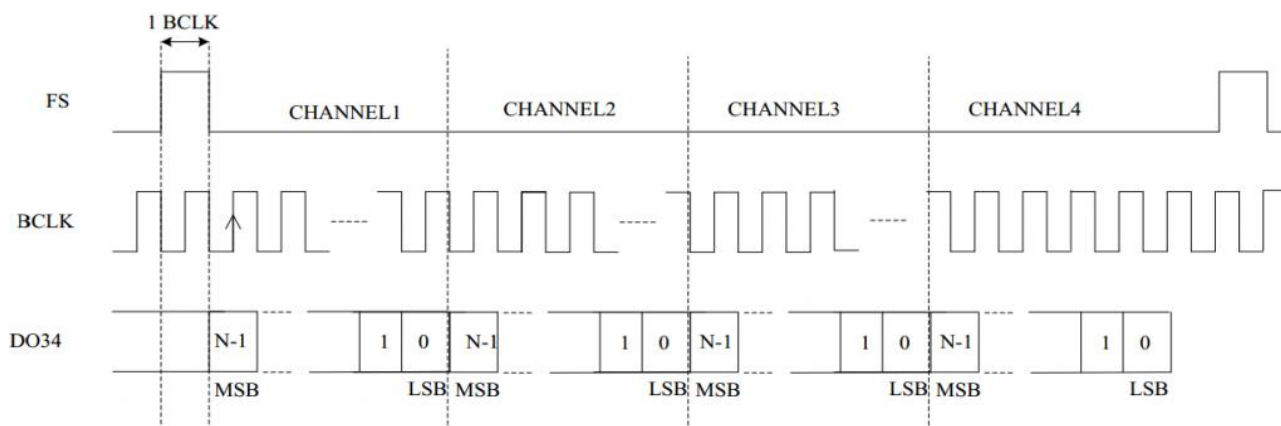 1 BCLK
FS
CHANNEL1 CHANNEL2 CHANNEL3 CHANNEL4
BCLK
DO34 N-1 1 0 N-1 1 0 N-1 1 0 N-1 1 0
MSB LSB MSB LSB MSB LSB MSB LSB